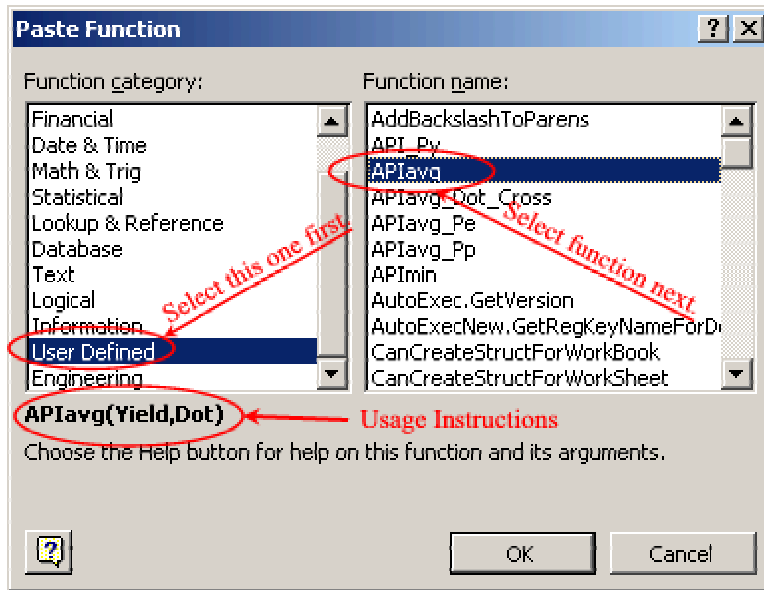 Paste Function
Function category:
Function name:
Financial
Date & Time
Math & Trig
Statistical
Lookup & Reference
Database
Text
Logical
Information
User Defined
Engineering
AddBackslashToParens
API_Py
APIavg
APIavg_Dot_Cross
APIavg_Pe
APIavg_Pp
APImin
AutoExec.GetVersion
AutoExecNew.GetRegKeyNameForD
CanCreateStructForWorkBook
CanCreateStructForWorkSheet
Select this one first.
Select function next.
APIavg(Yield,Dot)
Usage Instructions
Choose the Help button for help on this function and its arguments.
OK
Cancel